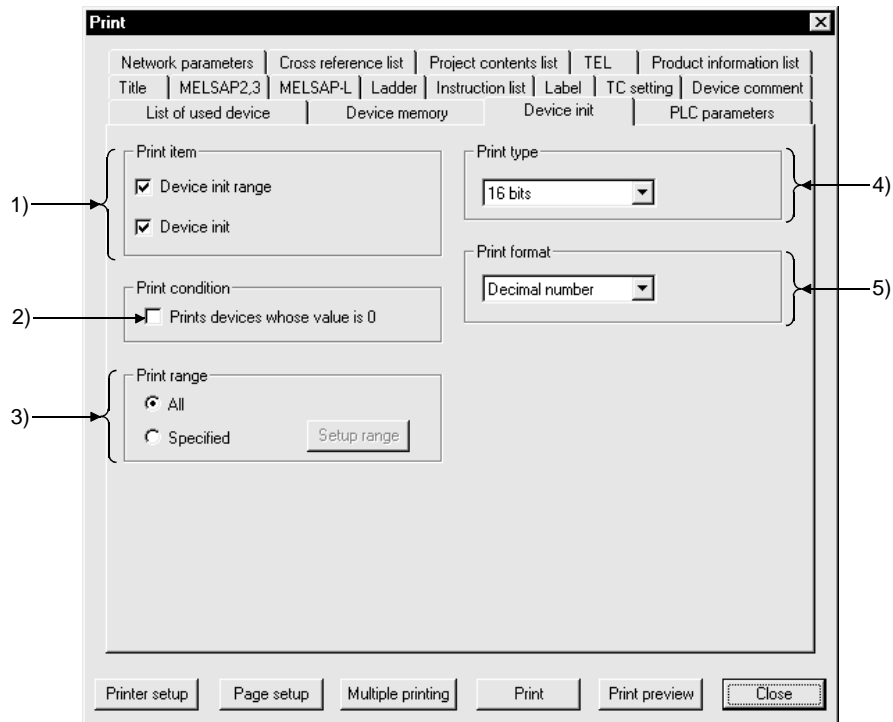 Print
Network parameters Cross reference list Project contents list TEL Product information list
Title MELSAP2,3 MELSAP-L Ladder Instruction list Label TC setting Device comment
List of used device Device memory Device init PLC parameters
Print item
Device init range
Device init
1)
Print condition
Prints devices whose value is 0
2)
Print range
All
Specified
Setup range
3)
Print type
16 bits
4)
Print format
Decimal number
5)
Printer setup Page setup Multiple printing Print Print preview Close